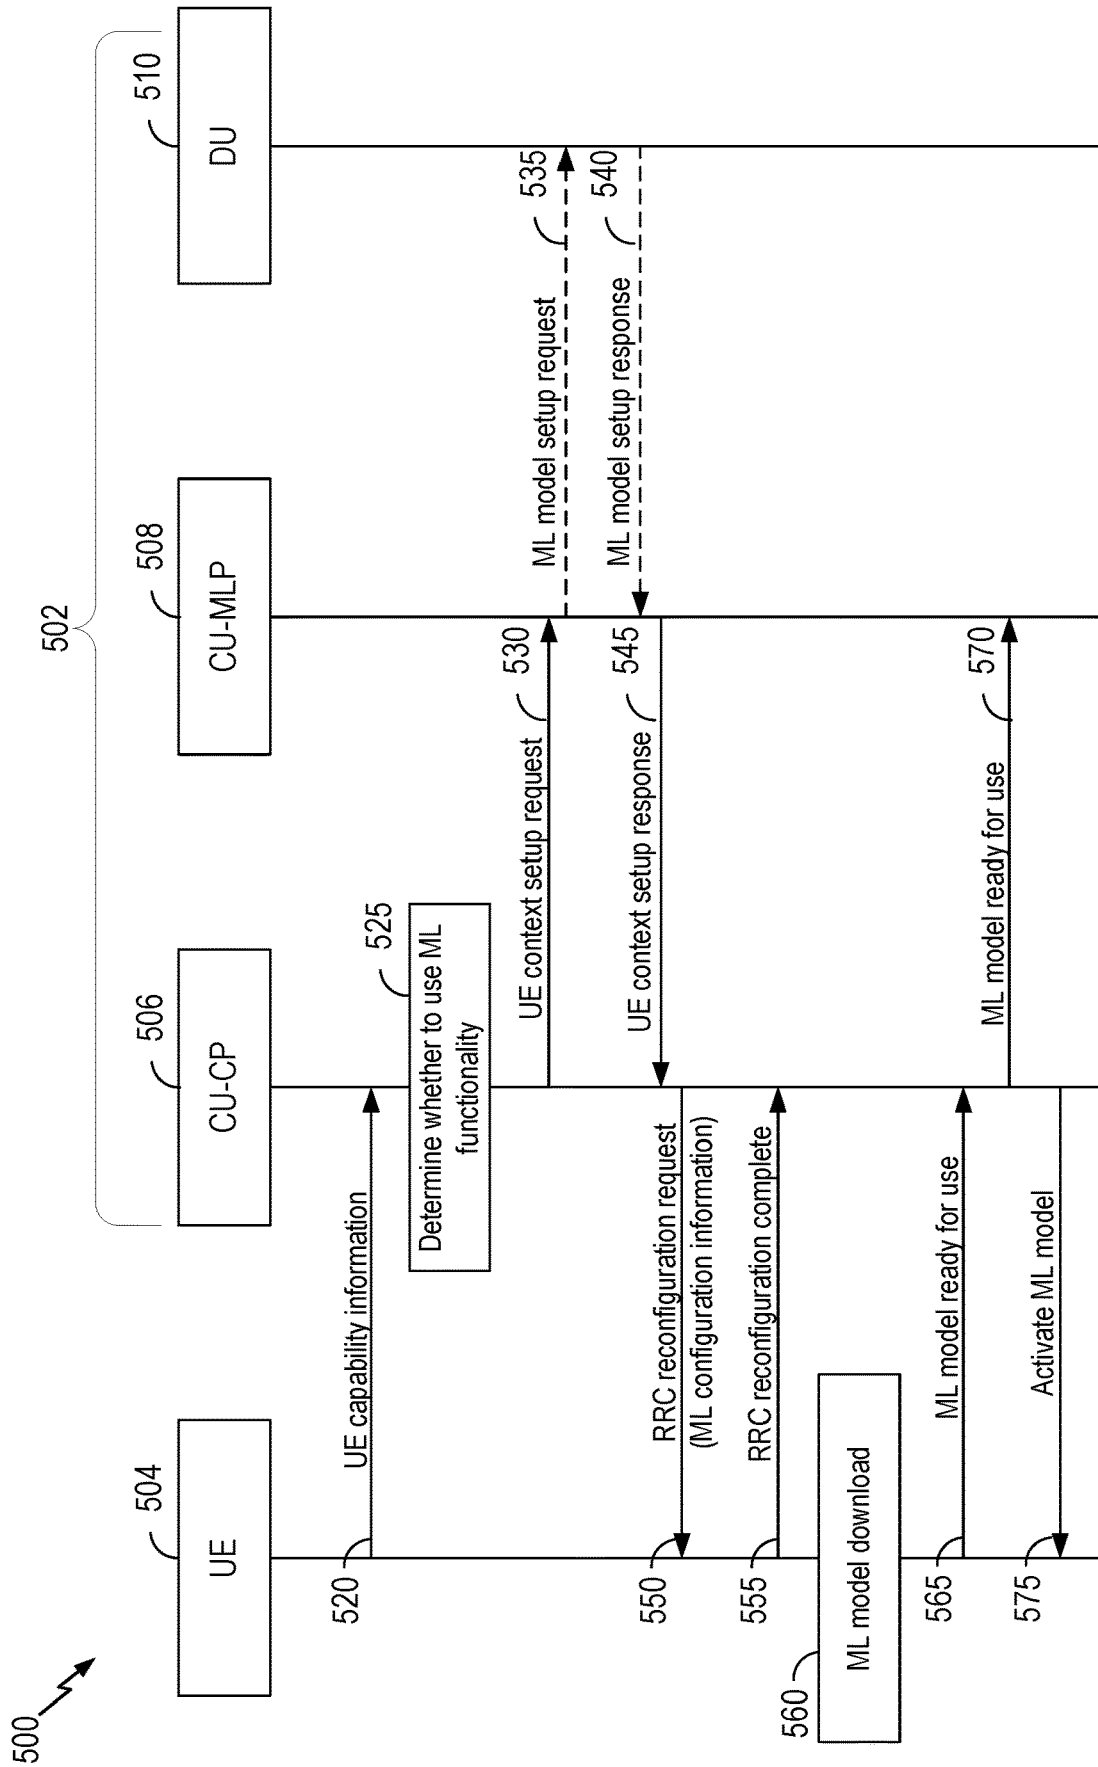 500
502
504
UE
506
CU-CP
508
CU-MLP
510
DU
520
UE capability information
525
Determine whether to use ML
functionality
530
UE context setup request
535
ML model setup request
540
ML model setup response
545
UE context setup response
550
RRC reconfiguration request
(ML configuration information)
555
RRC reconfiguration complete
560
ML model download
565
ML model ready for use
570
ML model ready for use
575
Activate ML model